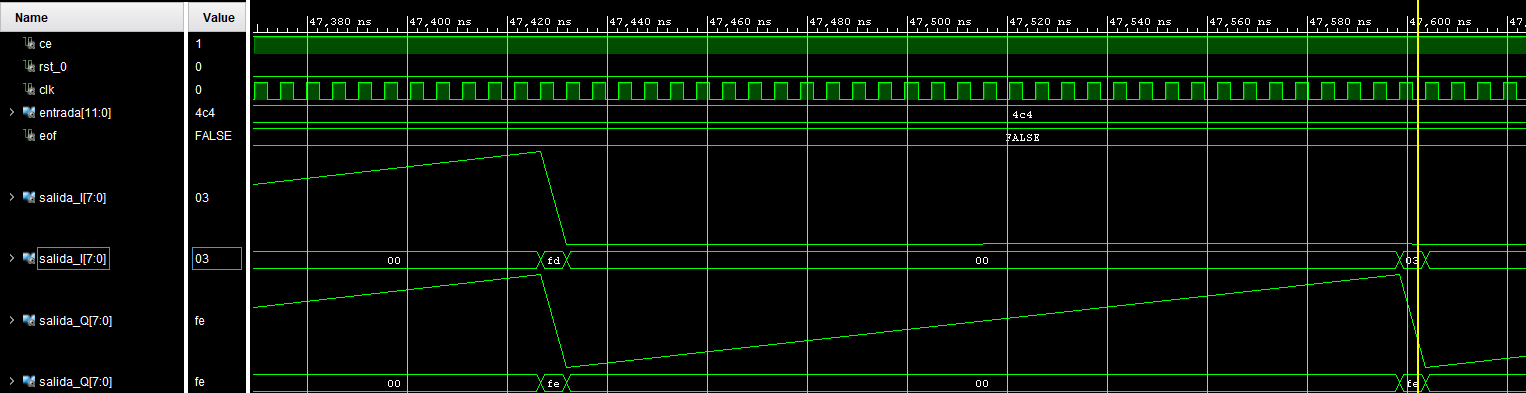 Name Value
47,380 ns 47,400 ns 47,420 ns 47,440 ns 47,460 ns 47,480 ns 47,500 ns 47,520 ns 47,540 ns 47,560 ns 47,580 ns 47,600 ns
ce 1
rst_0 0
clk 0
entrada[11:0] 4c4 4c4
eof FALSE FALSE
salida_I[7:0] 03
salida_I[7:0] 03 00 fd 00 03
salida_Q[7:0] fe
salida_Q[7:0] fe 00 fe 00 fe